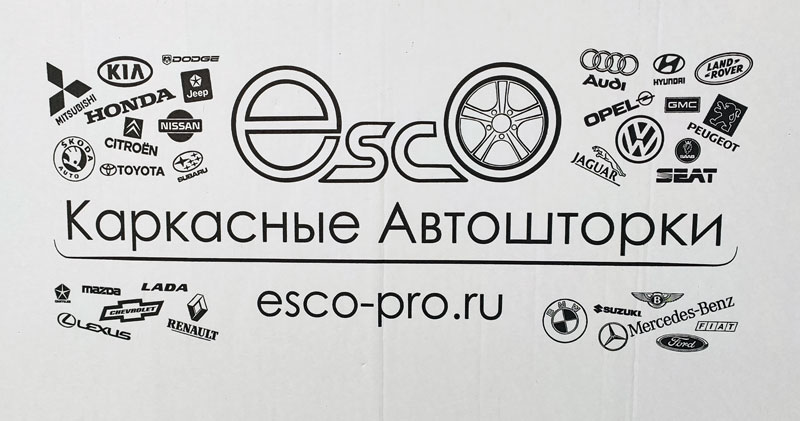 MITSUBISHI
KIA
DODGE
HONDA
Jeep
ŠKODA
AUTO
CITROËN
NISSAN
TOYOTA
SUBARU
esco
Audi
HYUNDAI
LAND
ROVER
OPEL
GMC
PEUGEOT
JAGUAR
SAAB
SEAT
Каркасные Автошторки
esco-pro.ru
mazda
LADA
CHEVROLET
LEXUS
RENAULT
BMW
SUZUKI
B
Mercedes-Benz
FIAT
Ford